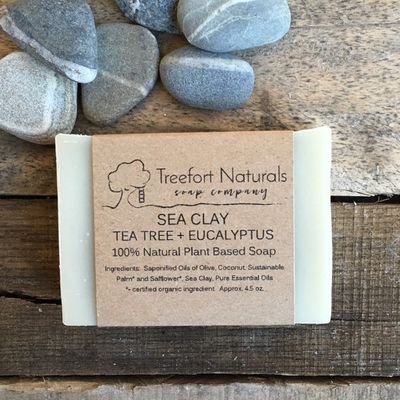 Treefort Naturals
soap company
SEA CLAY
TEA TREE + EUCALYPTUS
100% Natural Plant Based Soap
Ingredients: Saponified Oils of Olive, Coconut, Sustainable
Palm* and Safflower*, Sea Clay, Pure Essential Oils
*- certified organic ingredient Approx. 4.5 oz.